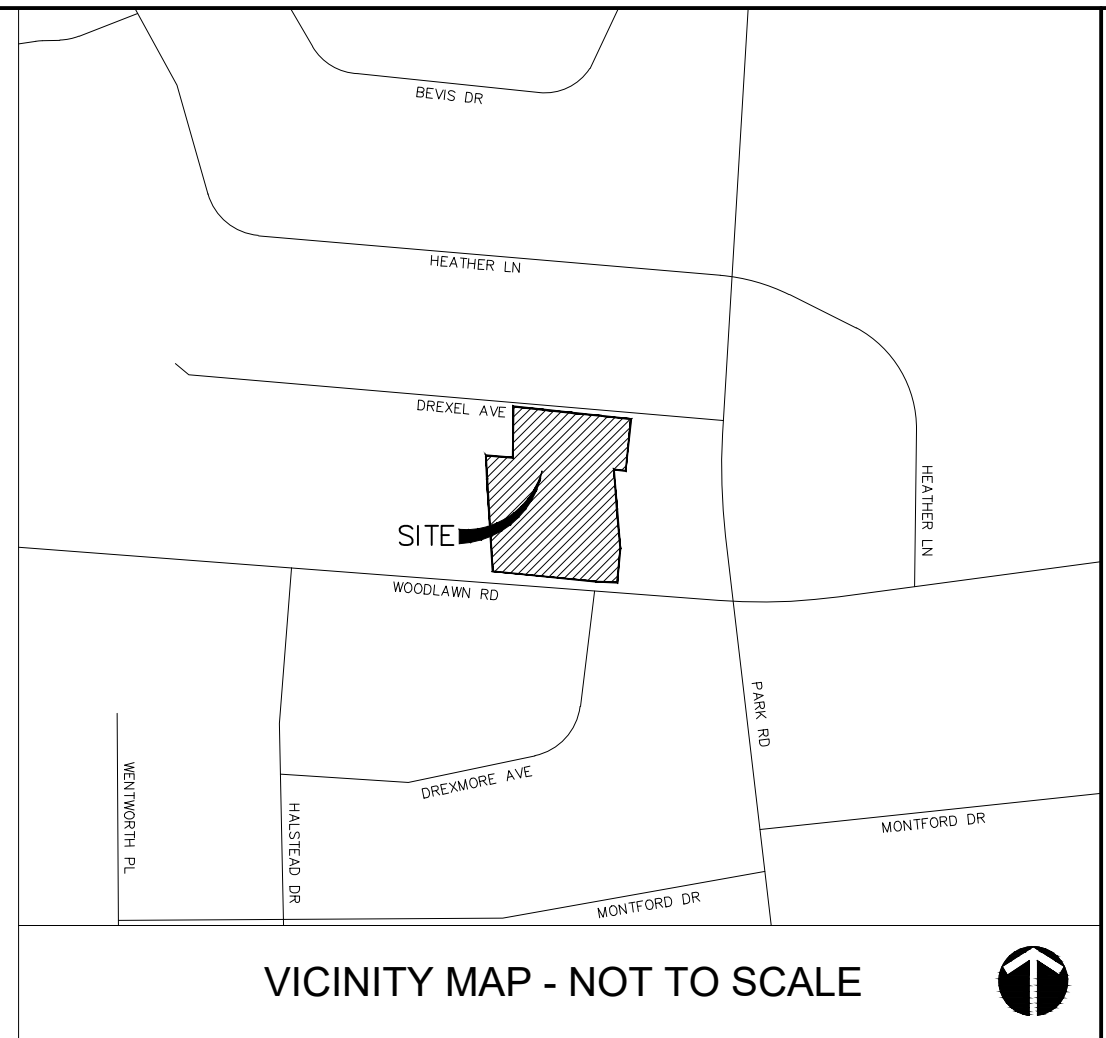 BEVIS DR
HEATHER LN
DREXEL AVE
HEATHER LN
SITE
WOODLAWN RD
PARK RD
WENTWORTH PL
DREXMORE AVE
HALSTEAD DR
MONTFORD DR
MONTFORD DR
VICINITY MAP - NOT TO SCALE